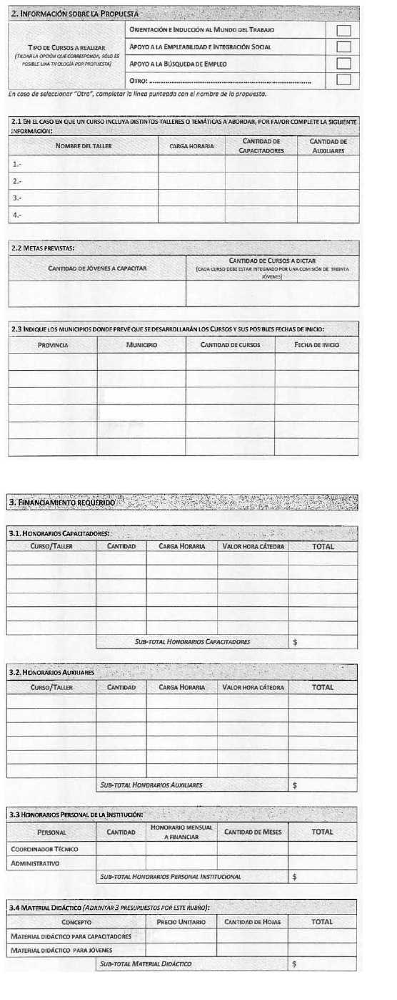 2. Información sobre la Propuesta
Tipo de Cursos a realizar
(Tildar la opción que corresponda, sólo es
posible una tipología por propuesta)
Orientación e Inducción al Mundo del Trabajo
Apoyo a la Empleabilidad e Integración Social
Apoyo a la Búsqueda de Empleo
Otro: ........................................................................
En caso de seleccionar "Otro", completar la línea punteada con el nombre de la propuesta.
2.1 En el caso en que un curso incluya distintos talleres o temáticas a abordar, por favor complete la siguiente
información:
Nombre del taller
carga horaria
Cantidad de
Capacitadores
Cantidad de
Auxiliares
1.-
2.-
3.-
4.-
2.2 Metas previstas:
Cantidad de Jóvenes a capacitar
Cantidad de Cursos a dictar
(cada curso debe estar integrado por una comisión de treinta
jóvenes)
2.3 Indique los municipios donde prevé que se desarrollarán los Cursos y sus posibles fechas de inicio:
Provincia
Municipio
Cantidad de cursos
Fecha de inicio
3. Financiamiento requerido
3.1. Honorarios Capacitadores:
Curso/Taller
Cantidad
Carga Horaria
Valor hora cátedra
TOTAL
Sub-total Honorarios Capacitadores
$
3.2. Honorarios Auxiliares
Curso/Taller
Cantidad
Carga Horaria
Valor hora cátedra
TOTAL
Sub-total Honorarios Auxiliares
$
3.3 Honorarios Personal de la Institución:
Personal
Cantidad
Honorario mensual
a financiar
Cantidad de Meses
TOTAL
Coordinador Técnico
Administrativo
Sub-total Honorarios Personal Institucional
$
3.4 Material Didáctico (Adjuntar 3 presupuestos por este rubro):
Concepto
Precio Unitario
Cantidad de Hojas
TOTAL
Material didáctico para capacitadores
Material didáctico para jóvenes
Sub-total Material Didáctico
$